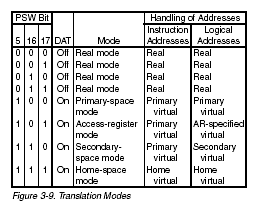 PSW Bit Handling of Addresses
5 16 17 DAT Mode Instruction Addresses Logical Addresses
0 0 0 Off Real mode Real Real
0 0 1 Off Real mode Real Real
0 1 0 Off Real mode Real Real
0 1 1 Off Real mode Real Real
1 0 0 On Primary-space mode Primary virtual Primary virtual
1 0 1 On Access-register mode Primary virtual AR-specified virtual
1 1 0 On Secondary-space mode Primary virtual Secondary virtual
1 1 1 On Home-space mode Home virtual Home virtual
Figure 3-9. Translation Modes